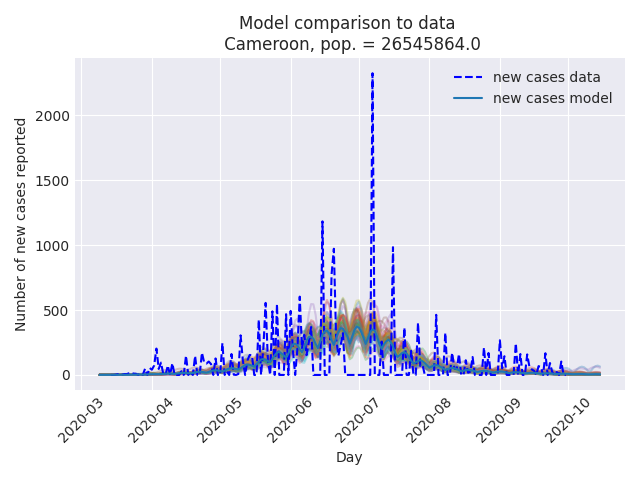 Model comparison to data
Cameroon, pop. = 26545864.0
new cases data
new cases model
Number of new cases reported
2000
1500
1000
500
0
2020-03
2020-04
2020-05
2020-06
2020-07
2020-08
2020-09
2020-10
Day